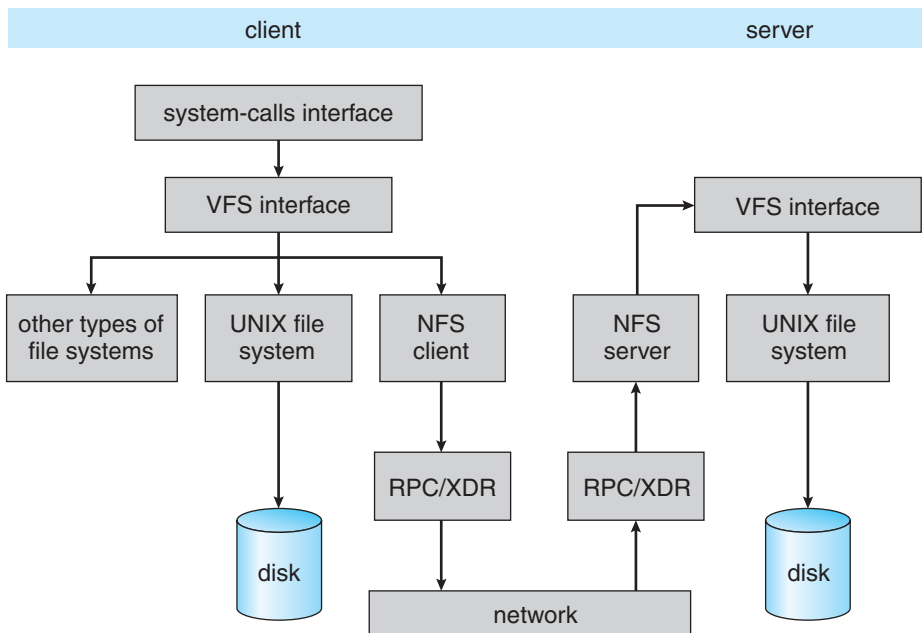 client
server
system-calls interface
VFS interface
VFS interface
other types of
file systems
UNIX file
system
NFS
client
NFS
server
UNIX file
system
RPC/XDR
RPC/XDR
disk
disk
network